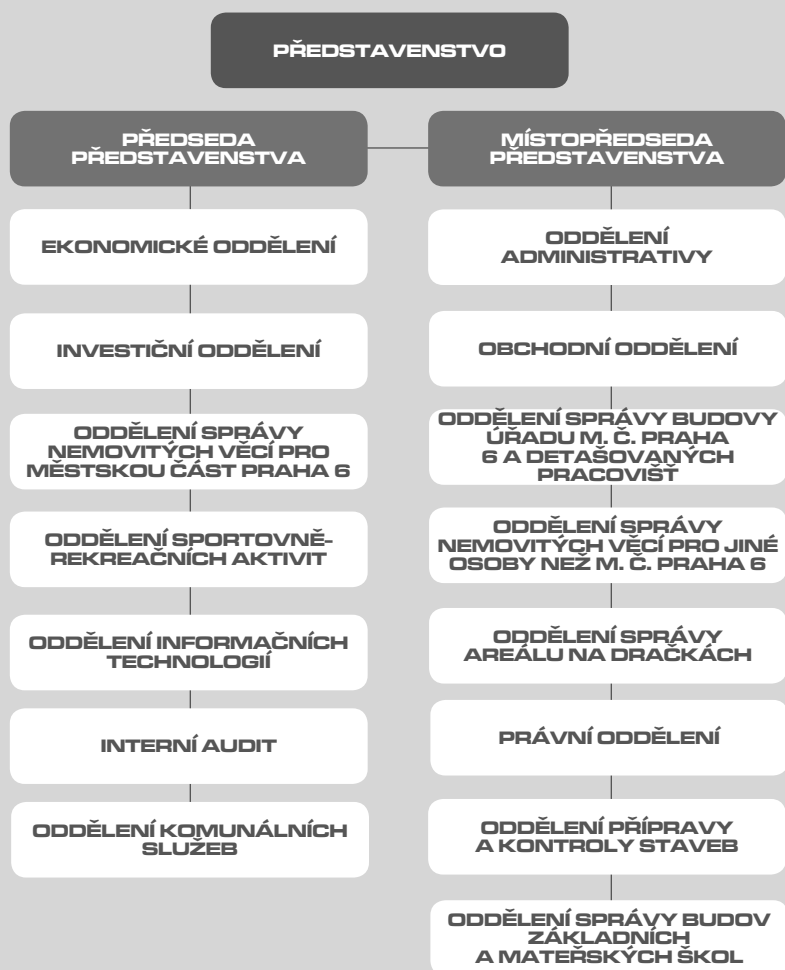 PŘEDSTAVENSTVO
PŘEDSEDA
PŘEDSTAVENSTVA
EKONOMICKÉ ODDĚLENÍ
INVESTIČNÍ ODDĚLENÍ
ODDĚLENÍ SPRÁVY
NEMOVITÝCH VĚCÍ PRO
MĚSTSKOU ČÁST PRAHA 6
ODDĚLENÍ SPORTOVNĚ-
REKREAČNÍCH AKTIVIT
ODDĚLENÍ INFORMAČNÍCH
TECHNOLOGIÍ
INTERNÍ AUDIT
ODDĚLENÍ KOMUNÁLNÍCH
SLUŽEB
MÍSTOPŘEDSEDA
PŘEDSTAVENSTVA
ODDĚLENÍ
ADMINISTRATIVY
OBCHODNÍ ODDĚLENÍ
ODDĚLENÍ SPRÁVY BUDOVY
ÚŘADU M. Č. PRAHA
6 A DETAŠOVANÝCH
PRACOVIŠŤ
ODDĚLENÍ SPRÁVY
NEMOVITÝCH VĚCÍ PRO JINÉ
OSOBY NEŽ M. Č. PRAHA 6
ODDĚLENÍ SPRÁVY
AREÁLU NA DRAČKÁCH
PRÁVNÍ ODDĚLENÍ
ODDĚLENÍ PŘÍPRAVY
A KONTROLY STAVEB
ODDĚLENÍ SPRÁVY BUDOV
ZÁKLADNÍCH
A MATEŘSKÝCH ŠKOL